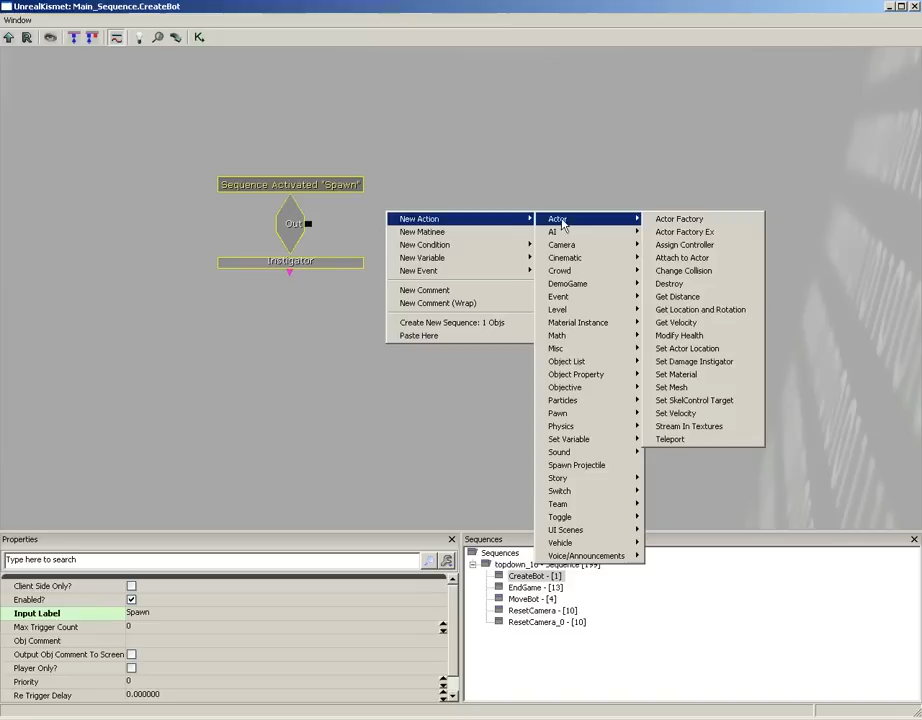 UnrealKismet: Main_Sequence.CreateBot
Window
Sequence Activated "Spawn"
Out
Instigator
New Action
New Matinee
New Condition
New Variable
New Event
New Comment
New Comment (Wrap)
Create New Sequence: 1 Objs
Paste Here
Actor
AI
Camera
Cinematic
Crowd
DemoGame
Event
Level
Material Instance
Math
Misc
Object List
Object Property
Objective
Particles
Pawn
Physics
Set Variable
Sound
Spawn Projectile
Story
Switch
Team
Toggle
UI Scenes
Vehicle
Voice/Announcements
Actor Factory
Actor Factory Ex
Assign Controller
Attach to Actor
Change Collision
Destroy
Get Distance
Get Location and Rotation
Get Velocity
Modify Health
Set Actor Location
Set Damage Instigator
Set Material
Set Mesh
Set SkelControl Target
Set Velocity
Stream In Textures
Teleport
Properties
Type here to search
Client Side Only?
Enabled?
Input Label Spawn
Max Trigger Count 0
Obj Comment
Output Obj Comment To Screen
Player Only?
Priority 0
Re Trigger Delay 0.000000
Sequences
Sequences
CreateBot - [1]
EndGame - [13]
MoveBot - [4]
ResetCamera - [10]
ResetCamera_0 - [10]